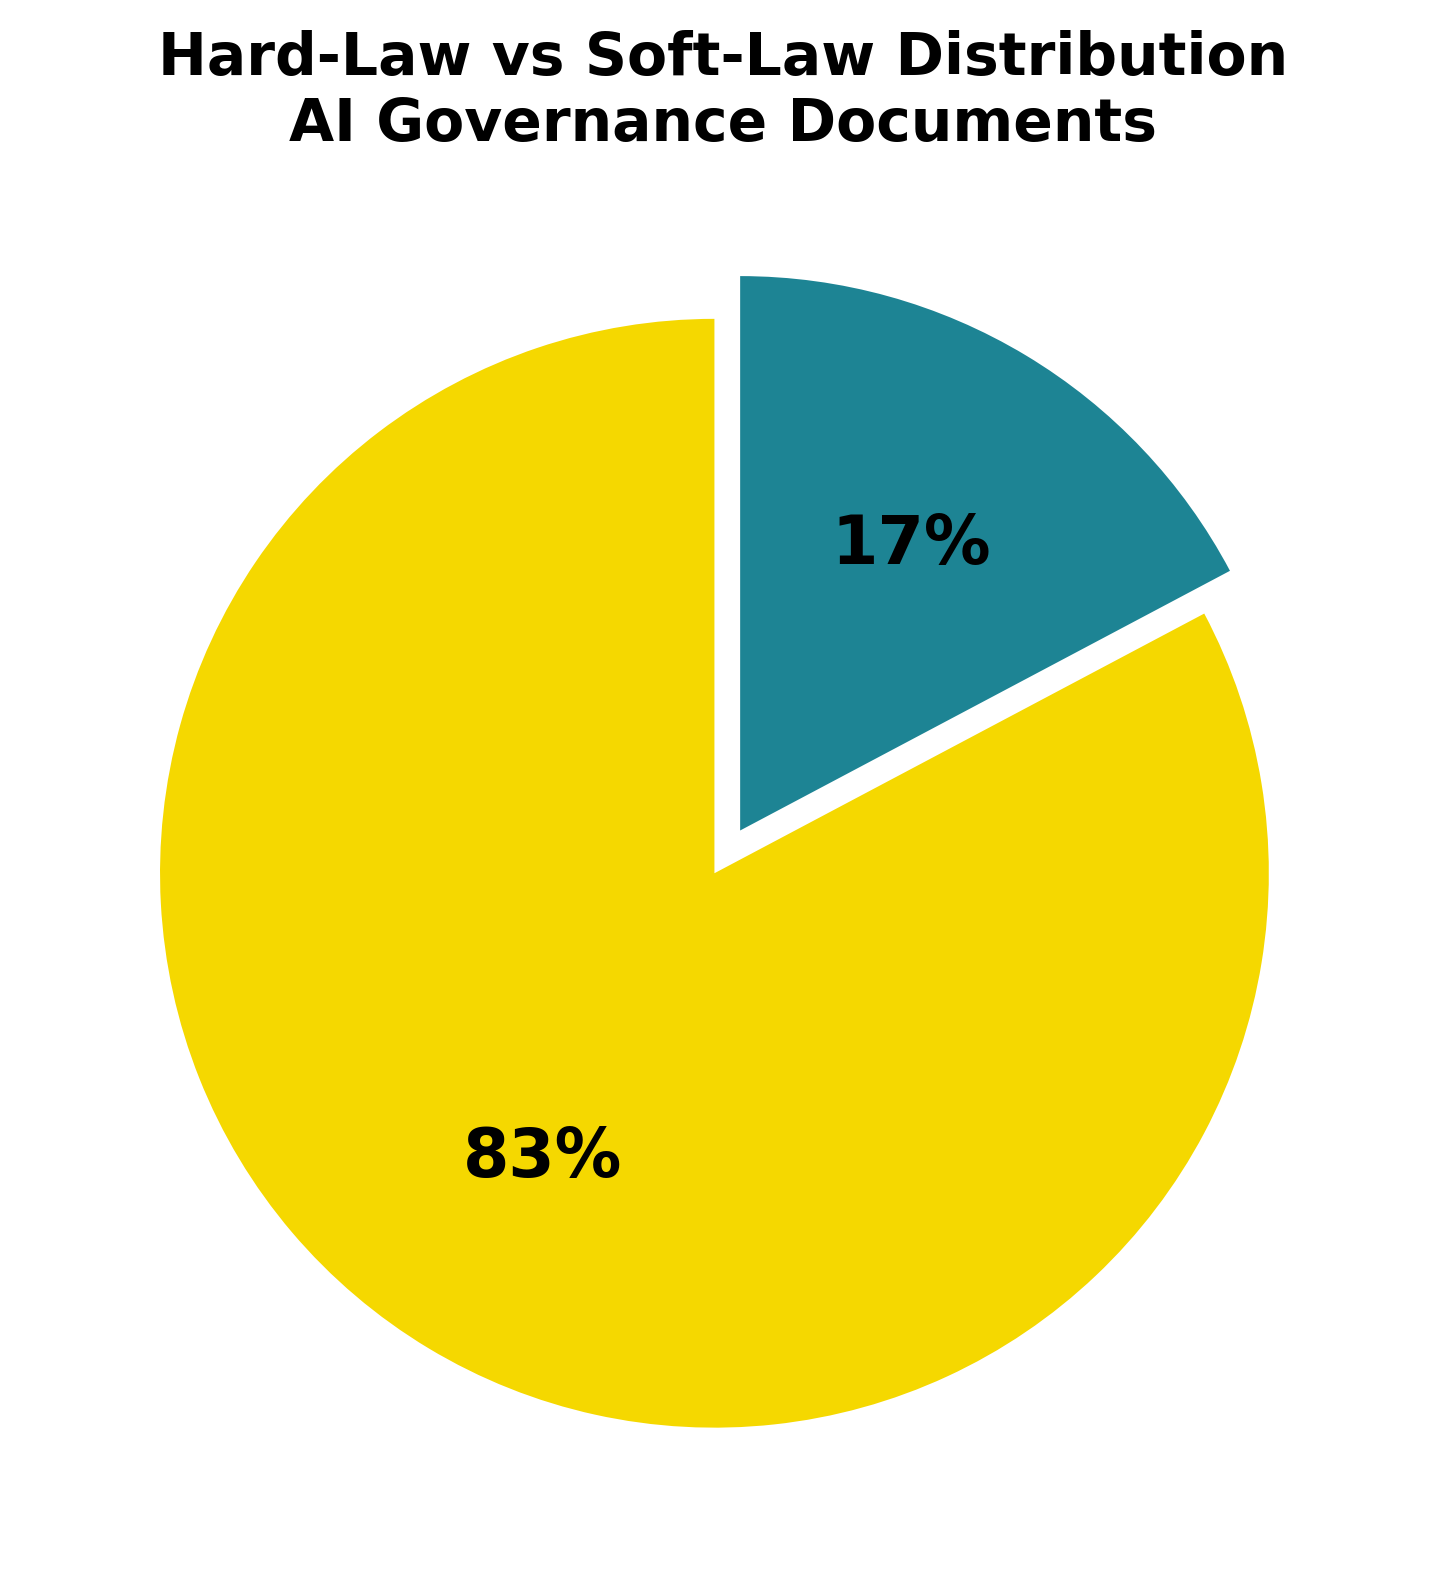 Hard-Law vs Soft-Law Distribution
AI Governance Documents
17%
83%